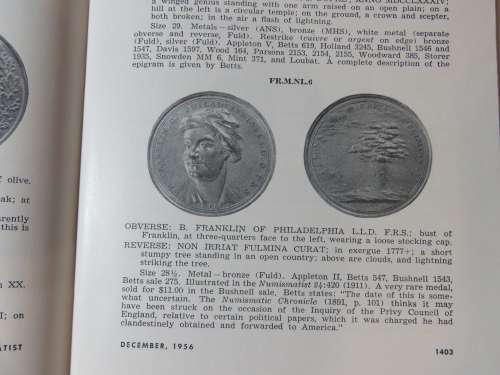 a winged genius standing with one arm raised on an open plain; on a
hall at the left is a circular temple; on the ground, a crown and scepter,
both broken; in the air a flash of lightning.
Size 29. Metals—silver (ANS), bronze (MHS), white metal (separate
obverse and reverse, Fuld). Restrike (cuivre or argent on edge) bronze
(Fuld), silver (Fuld). Appleton V, Betts 619, Holland 3245, Bushnell 1546 and
1547, Davis 1597, Wood 164, Parsons 2153, 2154, 2155, Woodward 385, Storer
1935, Snowden MM 6, Mint 371, and Loubat. A complete description of the
epigram is given by Betts.
FR.M.NL.6
OBVERSE: B. FRANKLIN OF PHILADELPHIA L.L.D. F.R.S.; bust of
Franklin, at three-quarters face to the left, wearing a loose stocking cap.
REVERSE: NON IRRIAT FULMINA CURAT; in exergue 1777+; a short
stumpy tree standing in an open country; above are clouds, and lightning
striking the tree.
Size 28½. Metal—bronze (Fuld). Appleton II, Betts 547, Bushnell 1543,
Betts sale 275. Illustrated in the Numismatist 24:420 (1911). A very rare medal,
sold for $11.00 in the Bushnell sale, Betts states: "The date of this is some-
what uncertain. The Numismatic Chronicle (1891, p. 101) thinks it may
have been struck on the occasion of the Inquiry of the Privy Council of
England, relative to certain political papers, which it was charged he had
clandestinely obtained and forwarded to America."
DECEMBER, 1956
1403
f olive.
ak; at
arently
this is
XX.
I; on
ATIST